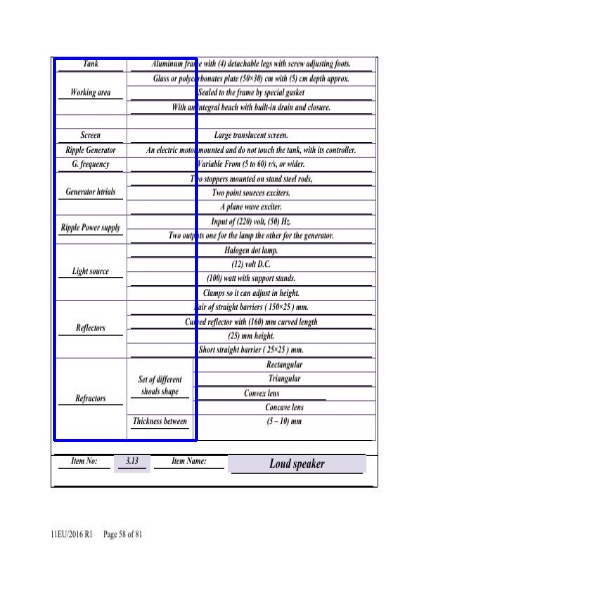 Tank Aluminum frame with (4) detachable legs with screw adjusting foots.
Glass or polycarbonates plate (50×30) cm with (5) cm depth approx.
Working area Sealed to the frame by special gasket
With an integral beach with built-in drain and closure.
Screen Large translucent screen.
Ripple Generator An electric motor mounted and do not touch the tank, with its controller.
G. frequency Variable From (5 to 60) r/s, or wider.
Two stoppers mounted on stand steel rods,
Generator Two point sources exciters.
A plane wave exciter.
Ripple Power supply Input of (220) volt, (50) Hz.
Two outputs one for the lamp the other for the generator.
Halogen dot lamp.
Light source (12) volt D.C.
(100) watt with support stands.
Clamps so it can adjust in height.
Pair of straight barriers ( 150×25 ) mm.
Reflectors Curved reflector with (160) mm curved length
(25) mm height.
Short straight barrier ( 25×25 ) mm.
Refractors Set of different shoals shape Rectangular
Triangular
Convex lens
Concave lens
Thickness between (5 – 10) mm
Item No: 3.13 Item Name: Loud speaker
11EU/2016 R1 Page 58 of 81